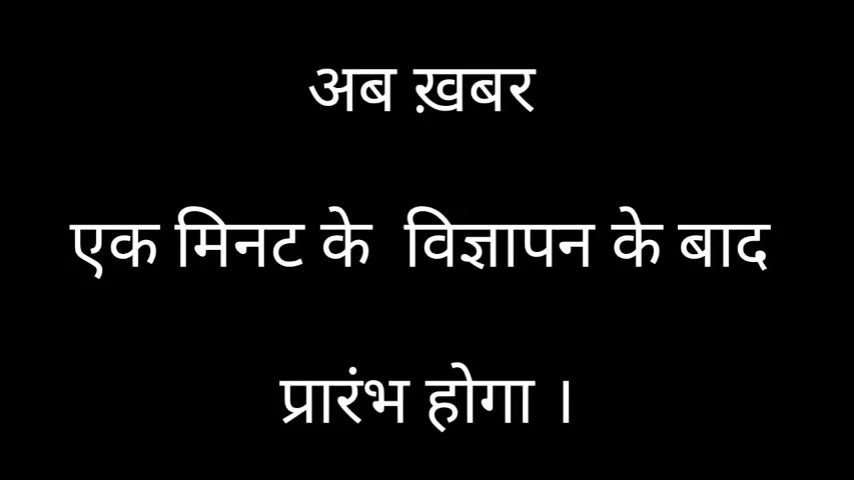 अब ख़बर
एक मिनट के विज्ञापन के बाद
प्रारंभ होगा ।